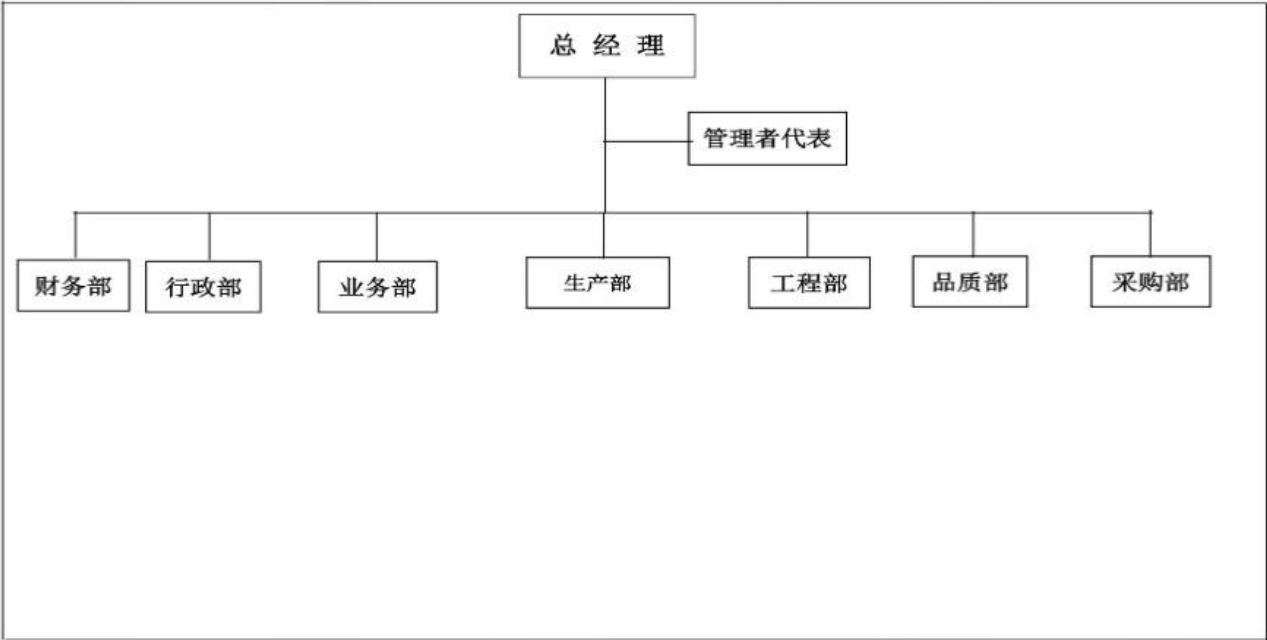 总 经 理
管理者代表
财务部
行政部
业务部
生产部
工程部
品质部
采购部